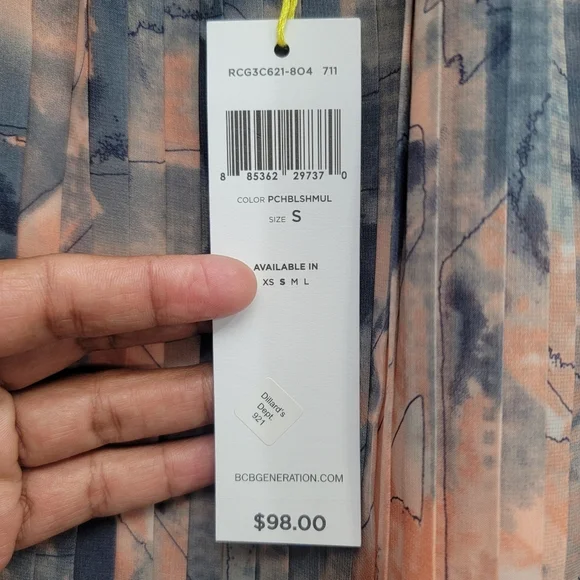 RCG3C621-804 711
8 85362 29737 0
COLOR PCHBLSHMUL
SIZE S
AVAILABLE IN
XS S M L
Dillard's
Dept.
921
BCBGENERATION.COM
$98.00